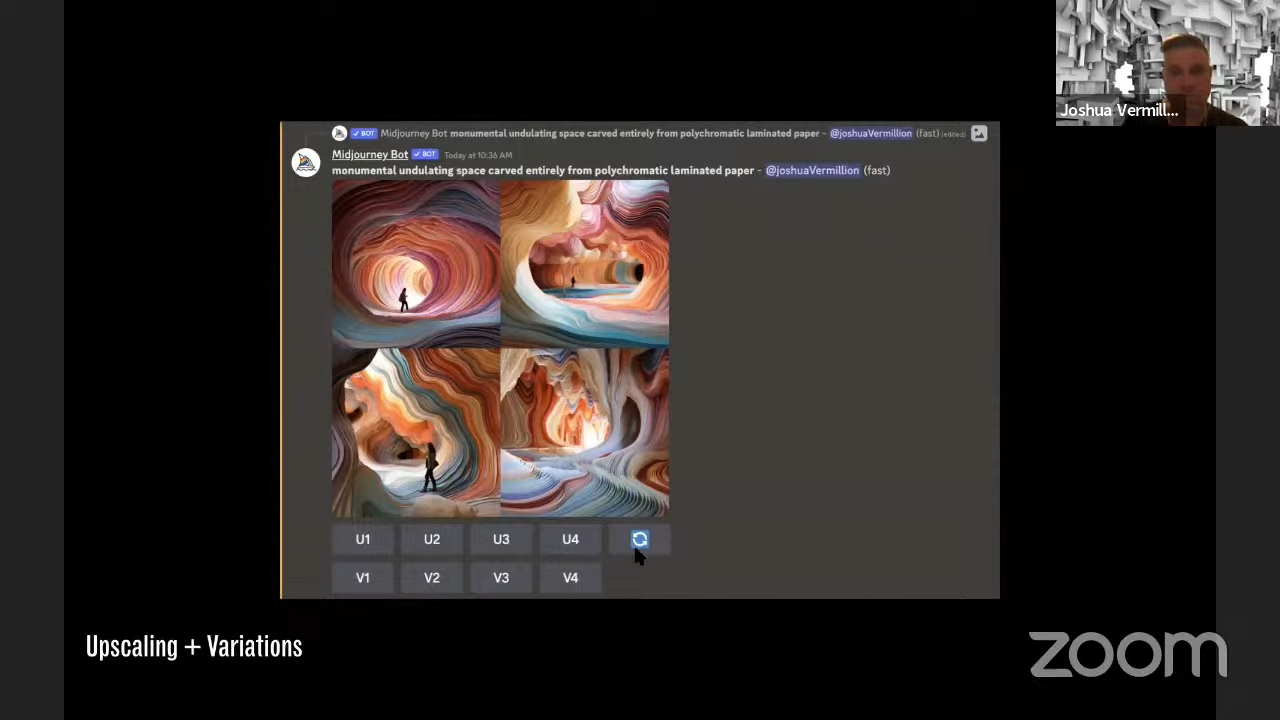 Joshua Vermill...
BOT Midjourney Bot monumental undulating space carved entirely from polychromatic laminated paper - @joshuaVermillion (fast) (edited)
Midjourney Bot BOT Today at 10:36 AM
monumental undulating space carved entirely from polychromatic laminated paper - @joshuaVermillion (fast)
U1 U2 U3 U4
V1 V2 V3 V4
Upscaling + Variations
zoom